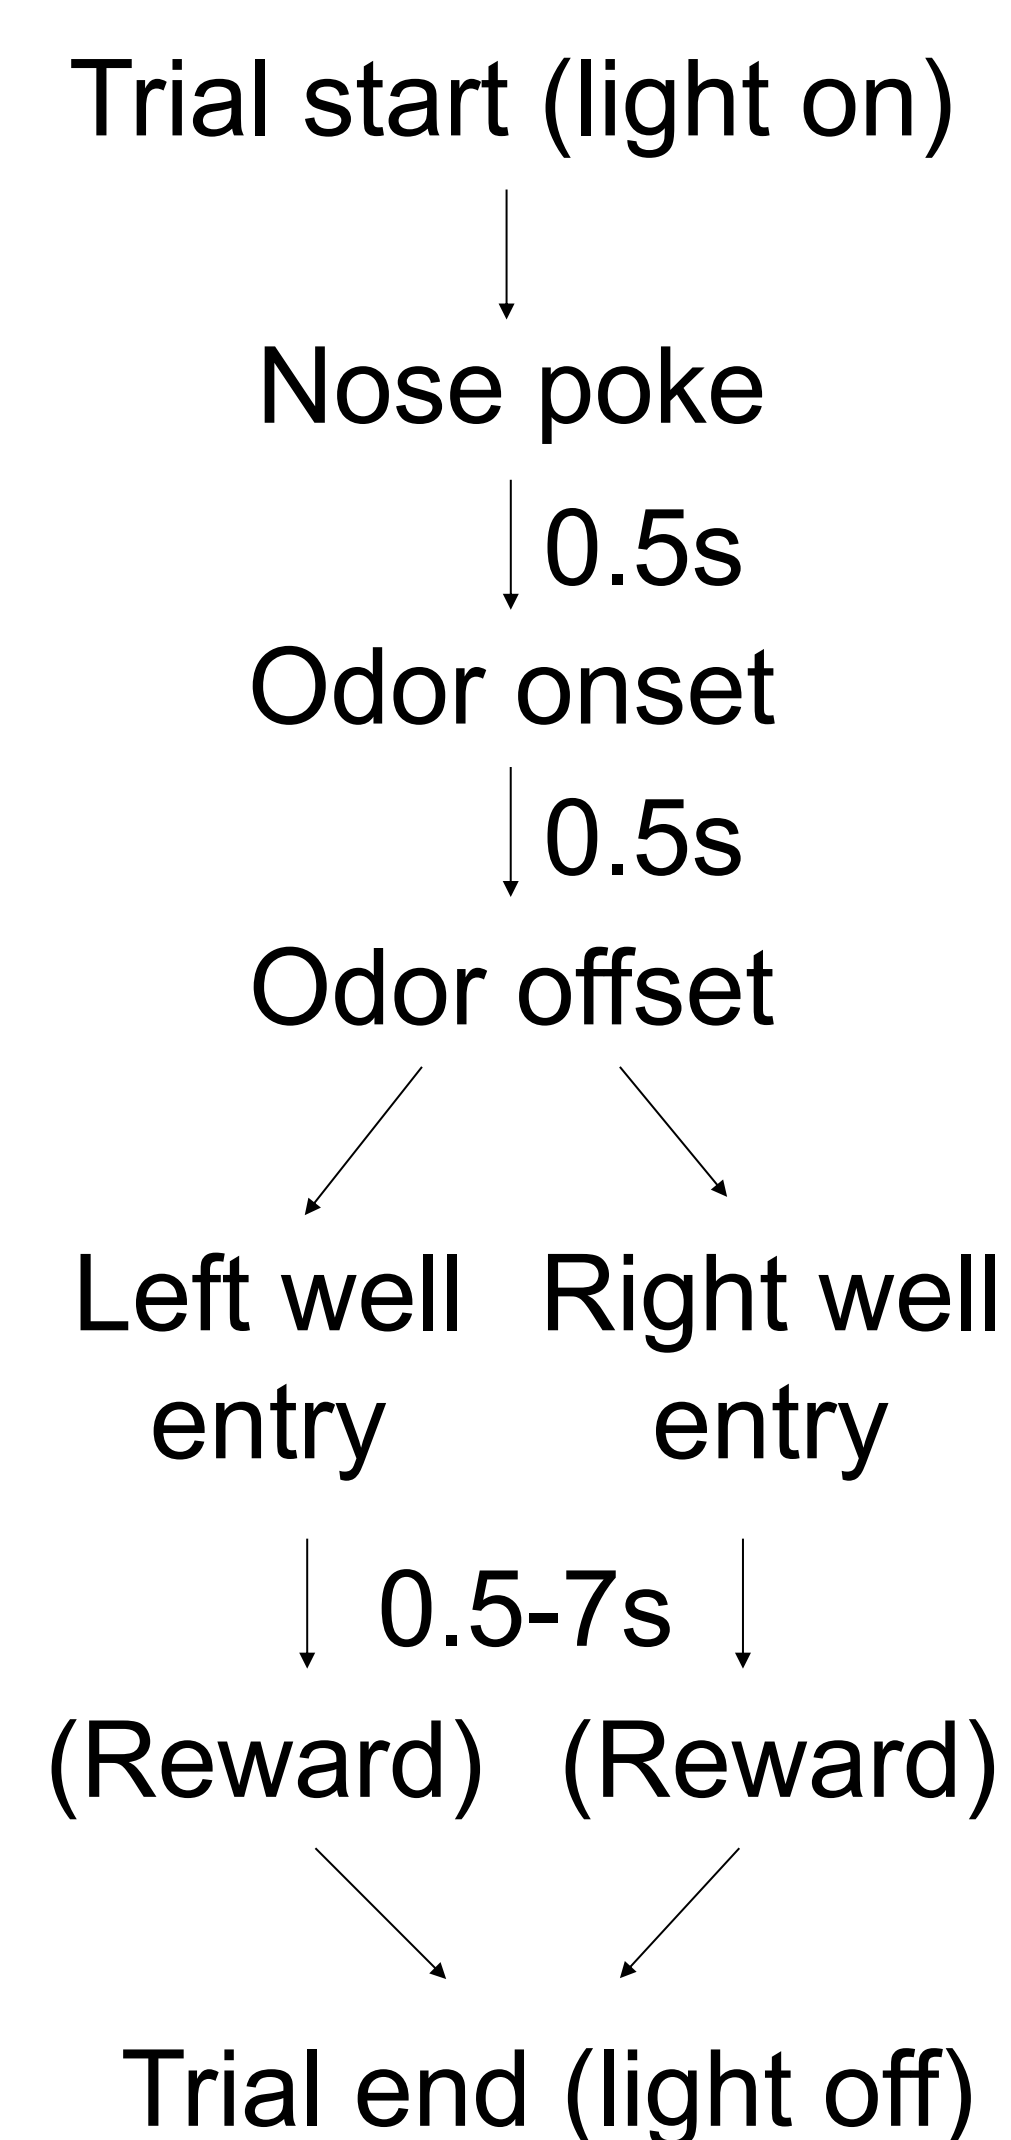 Trial start (light on)
Nose poke
0.5s
Odor onset
0.5s
Odor offset
Left well
entry
Right well
entry
0.5-7s
(Reward)
(Reward)
Trial end (light off)